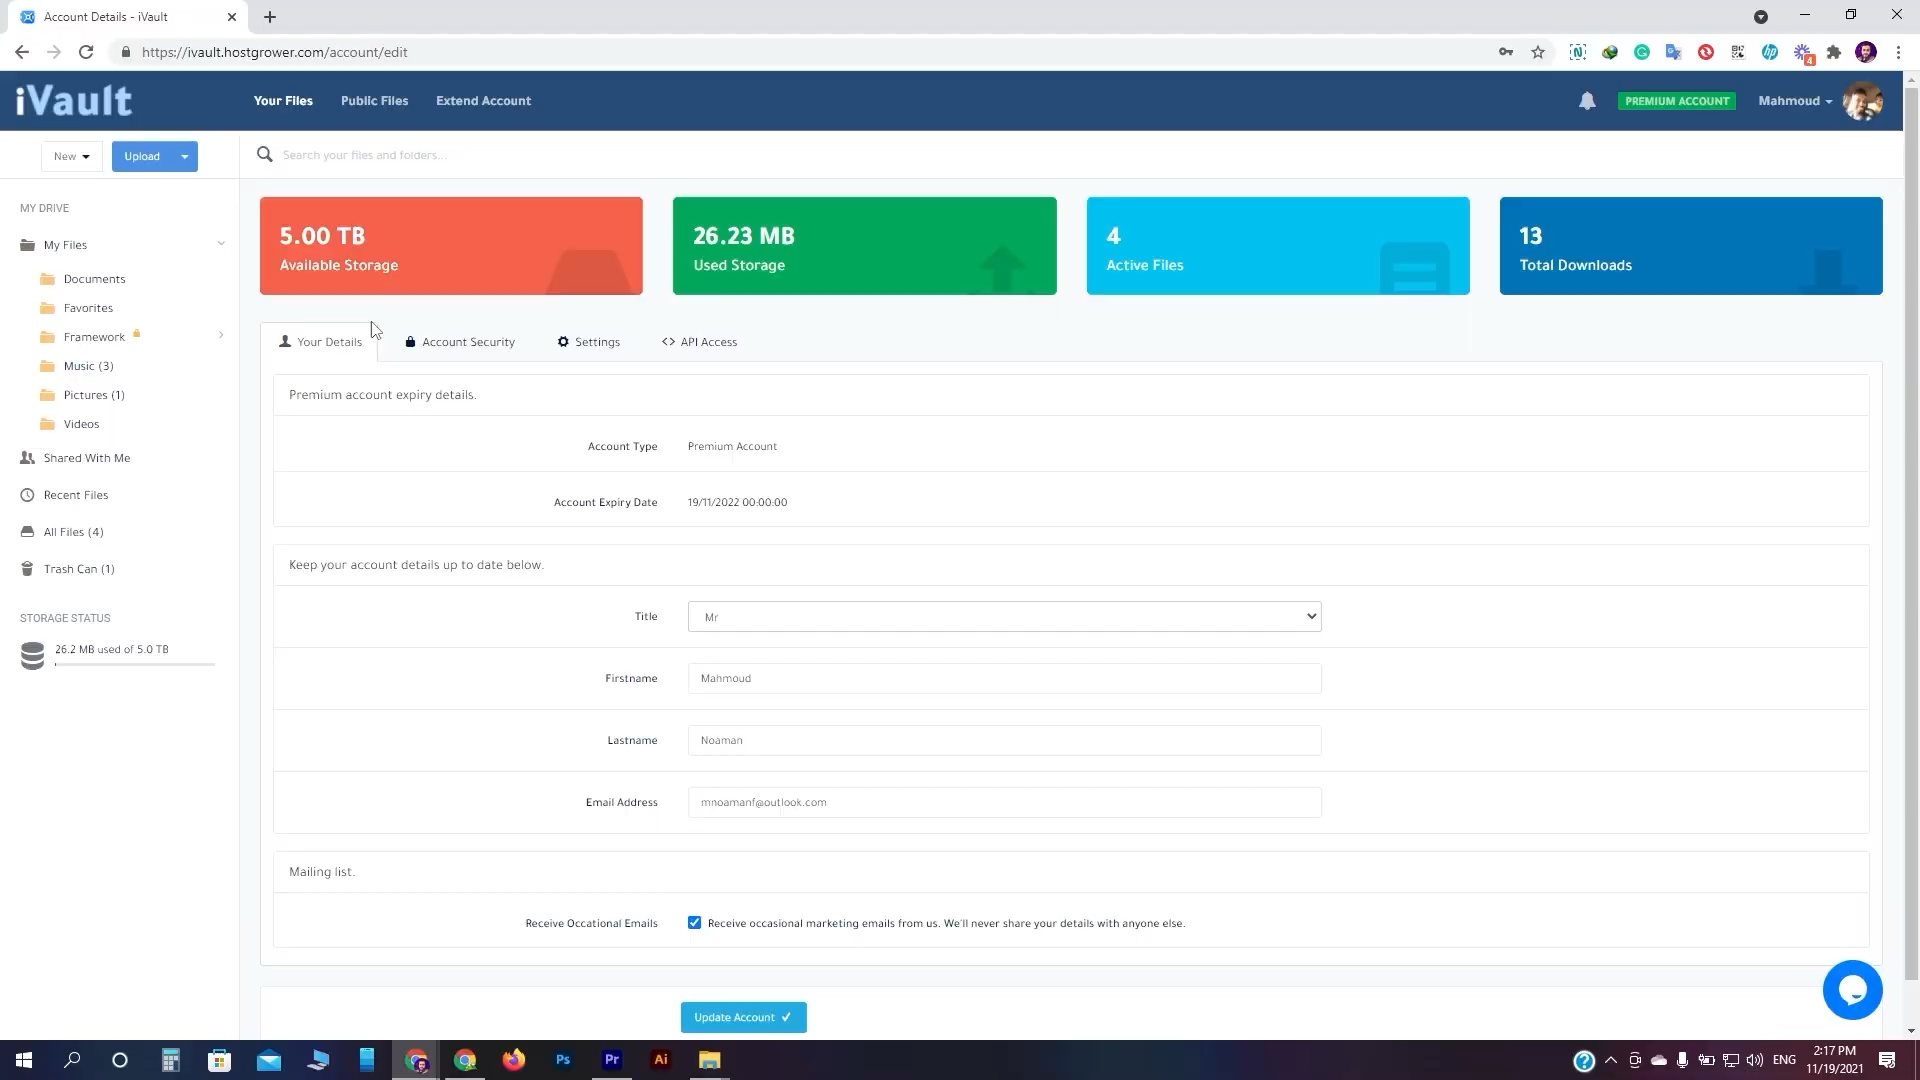 Account Details - iVault
https://ivault.hostgrower.com/account/edit
4
iVault
Your Files
Public Files
Extend Account
PREMIUM ACCOUNT
Mahmoud
New
Upload
Search your files and folders...
MY DRIVE
My Files
Documents
Favorites
Framework
Music (3)
Pictures (1)
Videos
Shared With Me
Recent Files
All Files (4)
Trash Can (1)
STORAGE STATUS
26.2 MB used of 5.0 TB
5.00 TB
Available Storage
26.23 MB
Used Storage
4
Active Files
13
Total Downloads
Your Details
Account Security
Settings
<> API Access
Premium account expiry details.
Account Type
Premium Account
Account Expiry Date
19/11/2022 00:00:00
Keep your account details up to date below.
Title
Mr
Firstname
Mahmoud
Lastname
Noaman
Email Address
mnoamanf@outlook.com
Mailing list.
Receive Occational Emails
Receive occasional marketing emails from us. We'll never share your details with anyone else.
Update Account
Ps
Pr
Ai
ENG
2:17 PM
11/19/2021